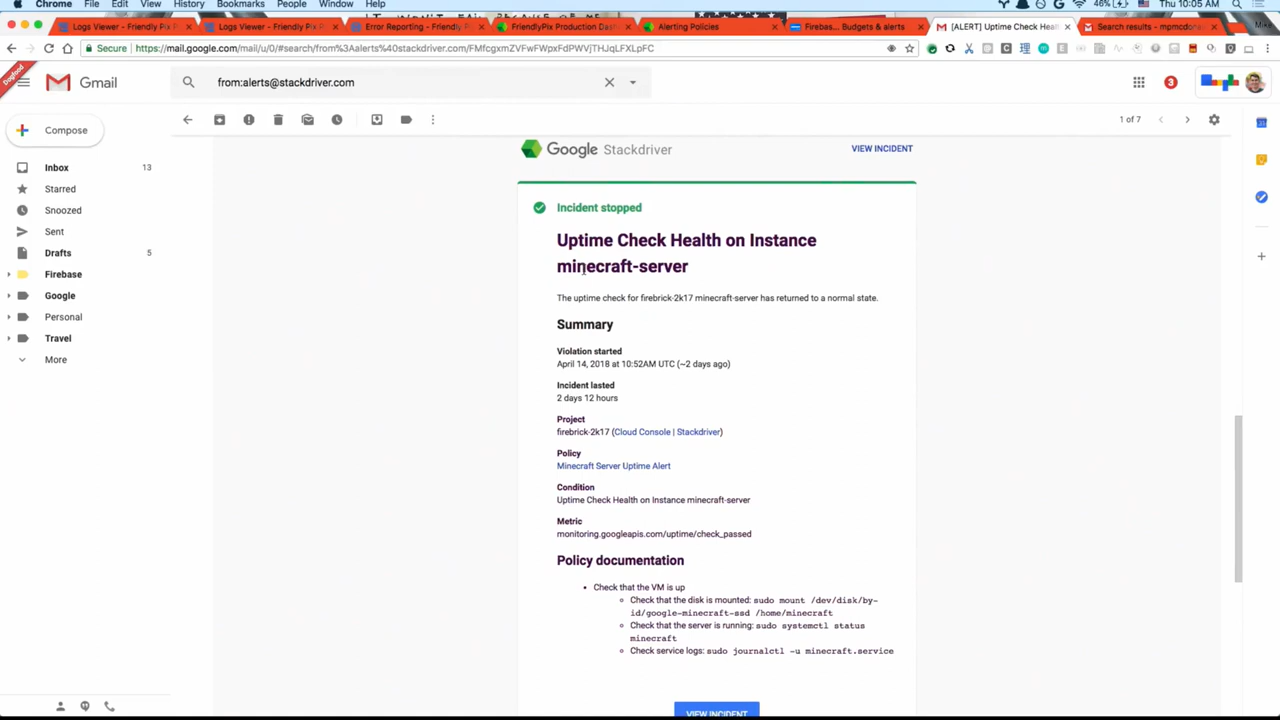 Chrome File Edit View History Bookmarks People Window Help 46% Thu 10:05 AM
Logs Viewer - Friendly Pix Logs Viewer - Friendly Pix Error Reporting - Friendly FriendlyPix Production Das Alerting Policies Firebas... Budgets & alerts [ALERT] Uptime Check Heal Search results - mpmcdon
Secure https://mail.google.com/mail/u/0/#search/from%3Aalerts%40stackdriver.com/FMfcgxmZVFwFWpxFdPWVjTHJqLFXLpFC
Dogfood
Gmail
from:alerts@stackdriver.com
3
Compose
1 of 7
Inbox 13
Starred
Snoozed
Sent
Drafts 5
Firebase
Google
Personal
Travel
More
Google Stackdriver
VIEW INCIDENT
Incident stopped
Uptime Check Health on Instance
minecraft-server
The uptime check for firebrick-2k17 minecraft-server has returned to a normal state.
Summary
Violation started
April 14, 2018 at 10:52AM UTC (~2 days ago)
Incident lasted
2 days 12 hours
Project
firebrick-2k17 (Cloud Console | Stackdriver)
Policy
Minecraft Server Uptime Alert
Condition
Uptime Check Health on Instance minecraft-server
Metric
monitoring.googleapis.com/uptime/check_passed
Policy documentation
Check that the VM is up
Check that the disk is mounted: sudo mount /dev/disk/by-
id/google-minecraft-ssd /home/minecraft
Check that the server is running: sudo systemctl status
minecraft
Check service logs: sudo journalctl -u minecraft.service
VIEW INCIDENT